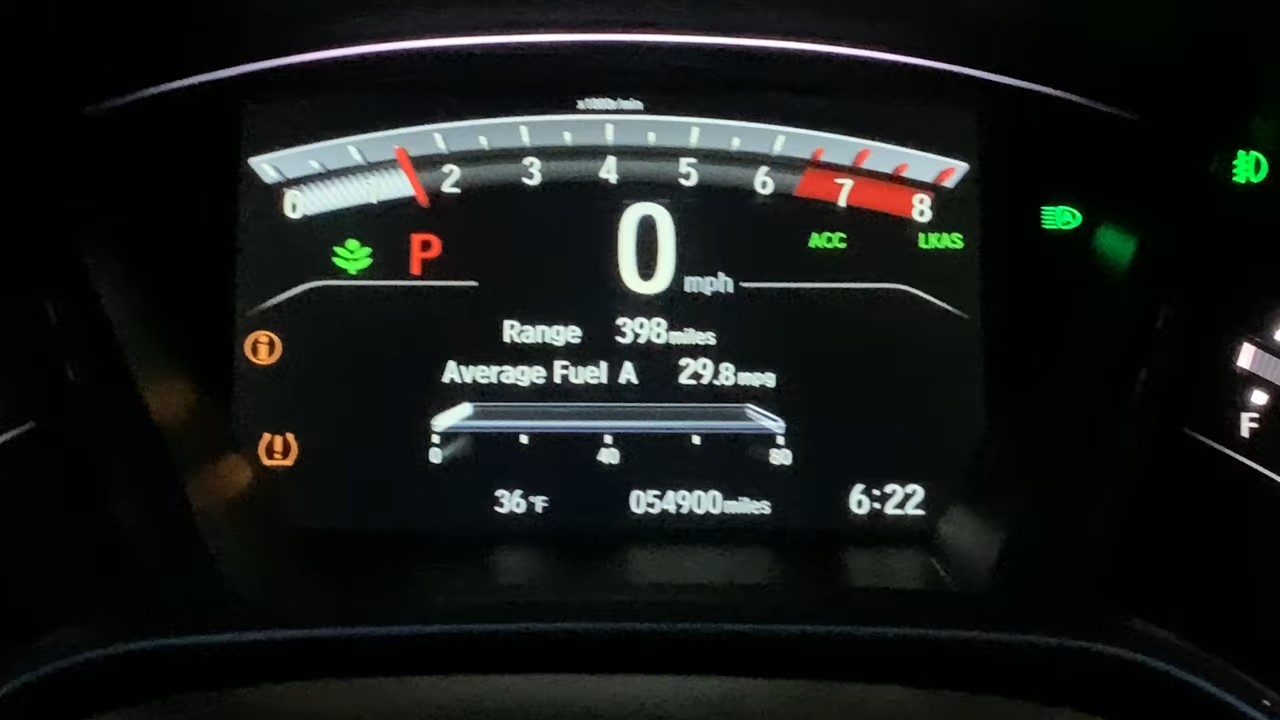 x1000r/min
0 1 2 3 4 5 6 7 8
P 0 mph ACC LKAS
A
Range 398 miles
Average Fuel A 29.8 mpg
0 40 80
F
36°F 054900 miles 6:22